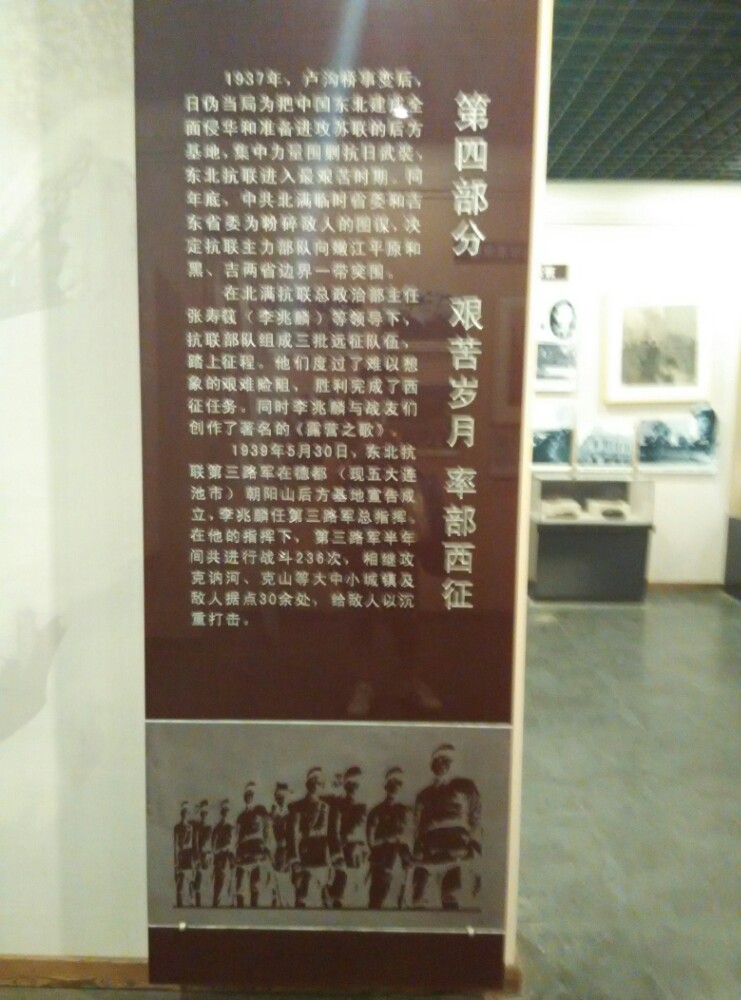 第四部分 艰苦岁月 率部西征
1937年、卢沟桥事变后、
日伪当局为把中国东北建成全
面侵华和准备进攻苏联的后方
基地、集中力量围剿抗日武装、
东北抗联进入最艰苦时期。同
年底、中共北满临时省委和吉
东省委为粉碎敌人的图谋、决
定抗联主力部队向嫩江平原和
黑、吉两省边界一带突围。
在北满抗联总政治部主任
张寿篯（李兆麟）等领导下、
抗联部队组成三批远征队伍、
踏上征程。他们度过了难以想
象的艰难险阻、胜利完成了西
征任务。同时李兆麟与战友们
创作了著名的《露营之歌》。
1939年5月30日、东北抗
联第三路军在德都（现五大连
池市）朝阳山后方基地宣告成
立，李兆麟任第三路军总指挥。
在他的指挥下、第三路军半年
间共进行战斗236次，相继攻
克讷河、克山等大中小城镇及
敌人据点30余处、给敌人以沉
重打击。